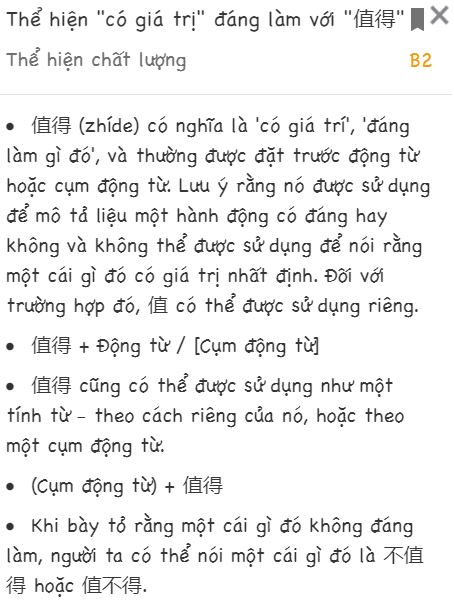 Thể hiện "có giá trị" đáng làm với "值得"
Thể hiện chất lượng B2
• 值得 (zhíde) có nghĩa là 'có giá trí', 'đáng
làm gì đó', và thường được đặt trước động từ
hoặc cụm động từ. Lưu ý rằng nó được sử dụng
để mô tả liệu một hành động có đáng hay
không và không thể được sử dụng để nói rằng
một cái gì đó có giá trị nhất định. Đối với
trường hợp đó, 值 có thể được sử dụng riêng.
• 值得 + Động từ / [Cụm động từ]
• 值得 cũng có thể được sử dụng như một
tính từ – theo cách riêng của nó, hoặc theo
một cụm động từ.
• (Cụm động từ) + 值得
• Khi bày tỏ rằng một cái gì đó không đáng
làm, người ta có thể nói một cái gì đó là 不值
得 hoặc 值不得.